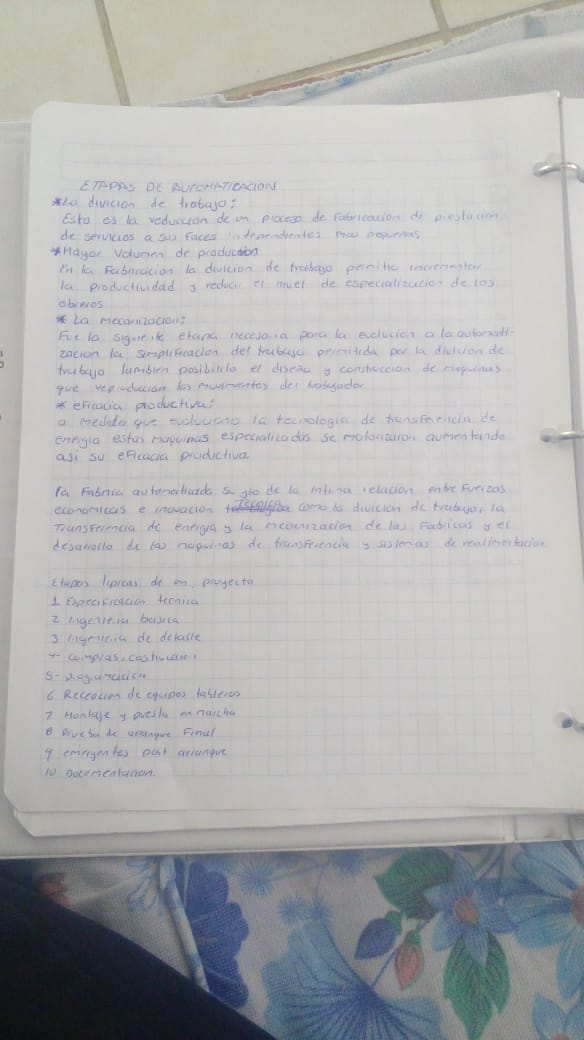 ETAPAS DE AUTOMATICACION
*La division de trabajo:
Esto es la reduccion de un proceso de Fabricacion de prestacion
de servicios a sus Faces independientes mas pequeñas
*Mayor Volumen de produccion
En la Fabricación la division de trabajo permitio incrementar
la productividad y reducir el nivel de especializacion de los
obreros
* La mecanizacion:
Fue la siguiente etapa necesaria para la evolucion a la automati-
zacion la simplificacion del trabajo permitida por la division de
trabajo tambien posibilito el diseño y construccion de maquinas
que reproducian los movimientos del trabajador
* eficacia productiva:
a medida que evoluciono la tecnologia de transferencia de
energia estas maquinas especializadas se motorizaron aumentando
asi su eficacia productiva.
la Fabrica automatizada de la intima relacion entre Fuerzas
economicas e inovacion Tecnica como la divicion de trabajo, la
Transferencia de energia y la mecanizacion de las Fabricas y el
desarrollo de las maquinas de transferencia y sistemas de realimentacion
Etapas tipicas de un proyecto
1 Especificacion tecnica
2 Ingenieria basica
3 Ingenieria de detalle
4- compras,
5- Programacion
6 Recepcion de equipos tableros
7 Montaje y puesta en marcha
8 Prueba de arranque Final
9 emergentes post arranque
10 Documentacion.